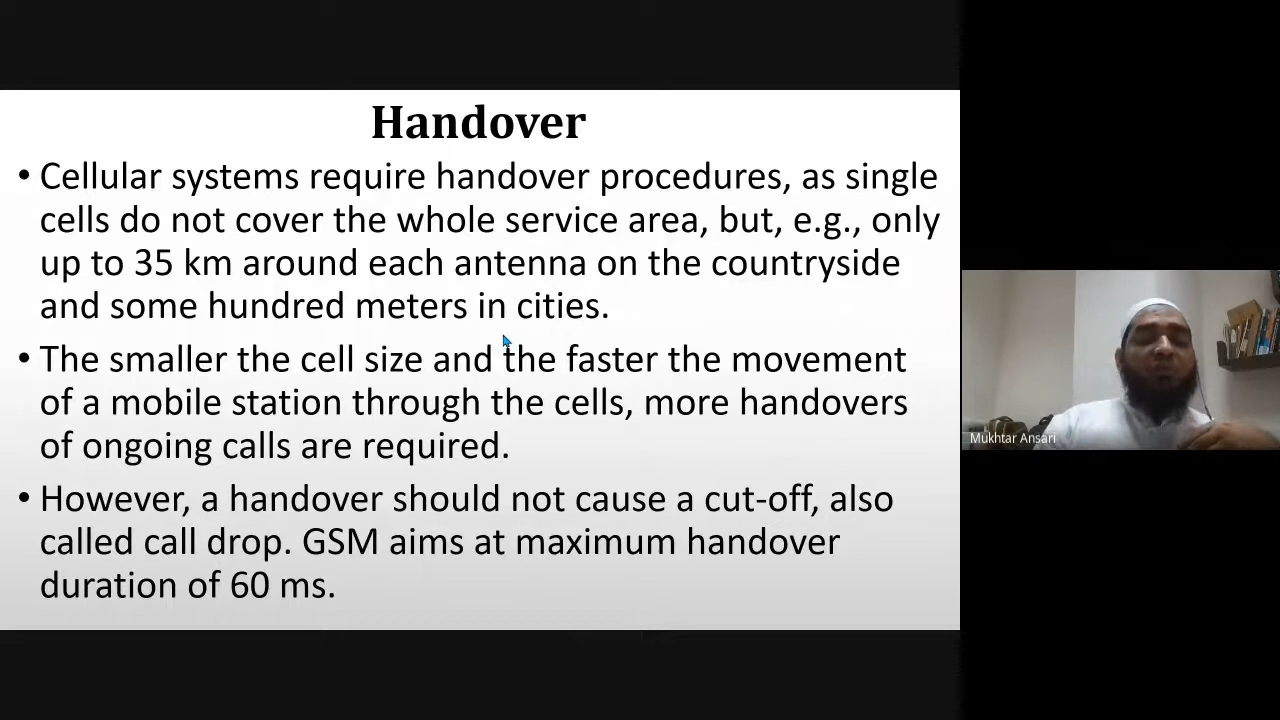 Handover
• Cellular systems require handover procedures, as single
cells do not cover the whole service area, but, e.g., only
up to 35 km around each antenna on the countryside
and some hundred meters in cities.
• The smaller the cell size and the faster the movement
of a mobile station through the cells, more handovers
of ongoing calls are required.
• However, a handover should not cause a cut-off, also
called call drop. GSM aims at maximum handover
duration of 60 ms.
Mukhtar Ansari